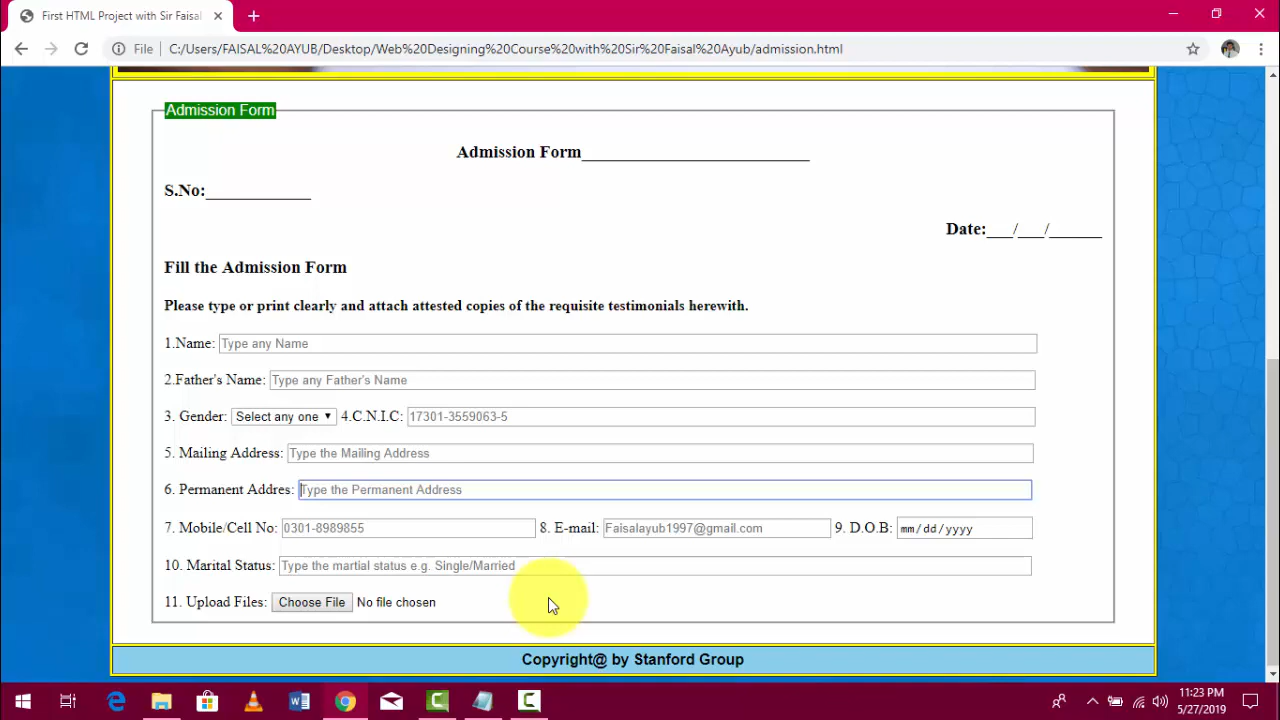 First HTML Project with Sir Faisal
File C:/Users/FAISAL%20AYUB/Desktop/Web%20Designing%20Course%20with%20Sir%20Faisal%20Ayub/admission.html
Admission Form
Admission Form__________________________
S.No:____________
Date:___/___/______
Fill the Admission Form
Please type or print clearly and attach attested copies of the requisite testimonials herewith.
1.Name: Type any Name
2.Father's Name: Type any Father's Name
3. Gender: Select any one 4.C.N.I.C: 17301-3559063-5
5. Mailing Address: Type the Mailing Address
6. Permanent Addres: Type the Permanent Address
7. Mobile/Cell No: 0301-8989855 8. E-mail: Faisalayub1997@gmail.com 9. D.O.B: mm/dd/yyyy
10. Marital Status: Type the martial status e.g. Single/Married
11. Upload Files: Choose File No file chosen
Copyright@ by Stanford Group
11:23 PM
5/27/2019